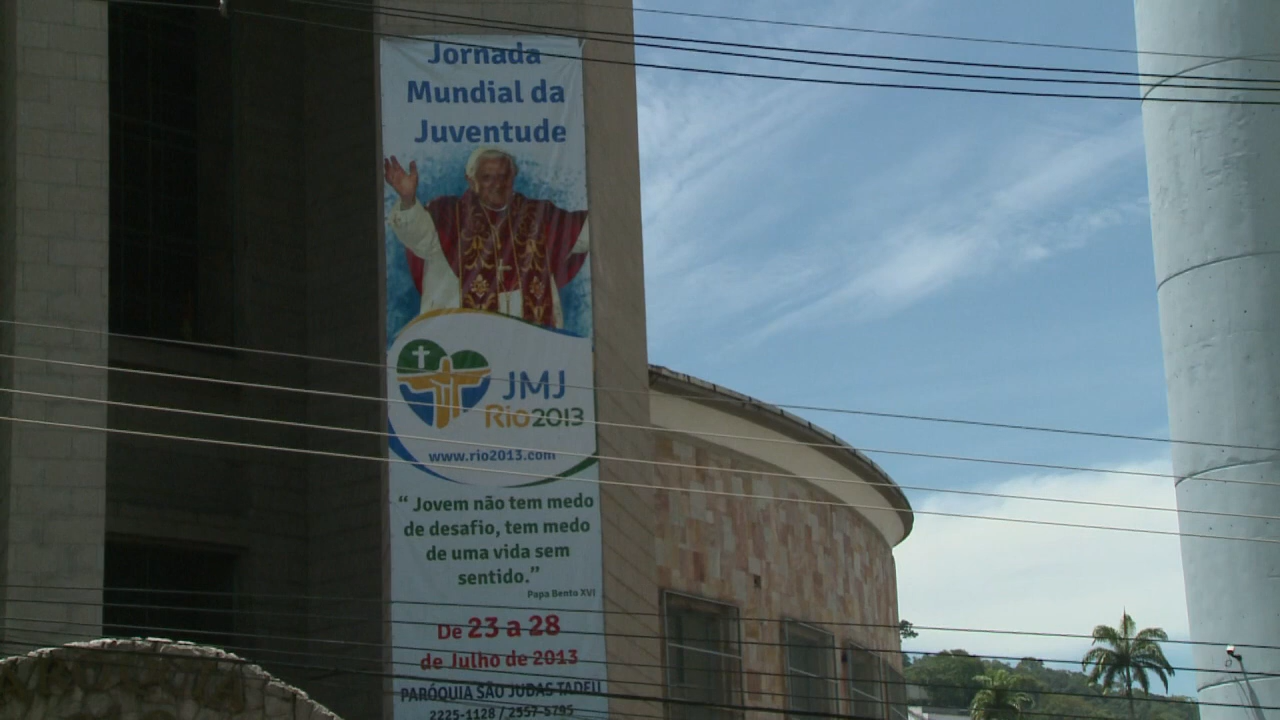 Jornada
Mundial da
Juventude
JMJ
Rio2013
www.rio2013.com
“ Jovem não tem medo
de desafio, tem medo
de uma vida sem
sentido.”
Papa Bento XVI
De 23 a 28
de Julho de 2013
PARÓQUIA SÃO JUDAS TADEU
2225-1128 / 2557-5795